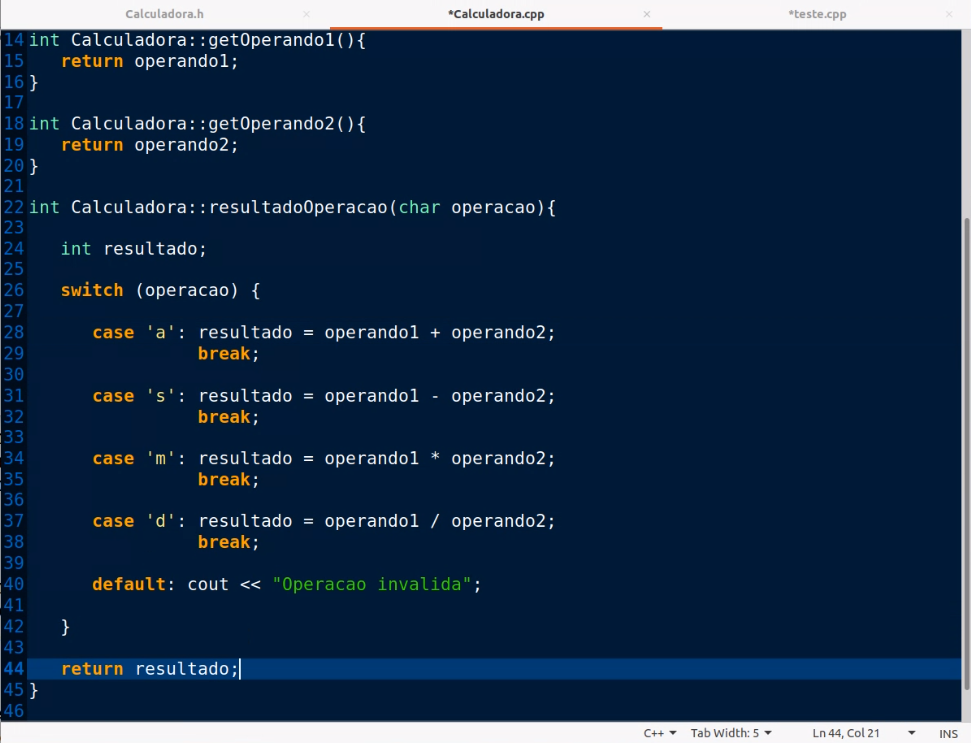 Calculadora.h × *Calculadora.cpp × *teste.cpp ×
14 int Calculadora::getOperando1(){
15 return operando1;
16 }
17
18 int Calculadora::getOperando2(){
19 return operando2;
20 }
21
22 int Calculadora::resultadoOperacao(char operacao){
23
24 int resultado;
25
26 switch (operacao) {
27
28 case 'a': resultado = operando1 + operando2;
29 break;
30
31 case 's': resultado = operando1 - operando2;
32 break;
33
34 case 'm': resultado = operando1 * operando2;
35 break;
36
37 case 'd': resultado = operando1 / operando2;
38 break;
39
40 default: cout << "Operacao invalida";
41
42 }
43
44 return resultado;
45 }
46
C++ Tab Width: 5 Ln 44, Col 21 INS